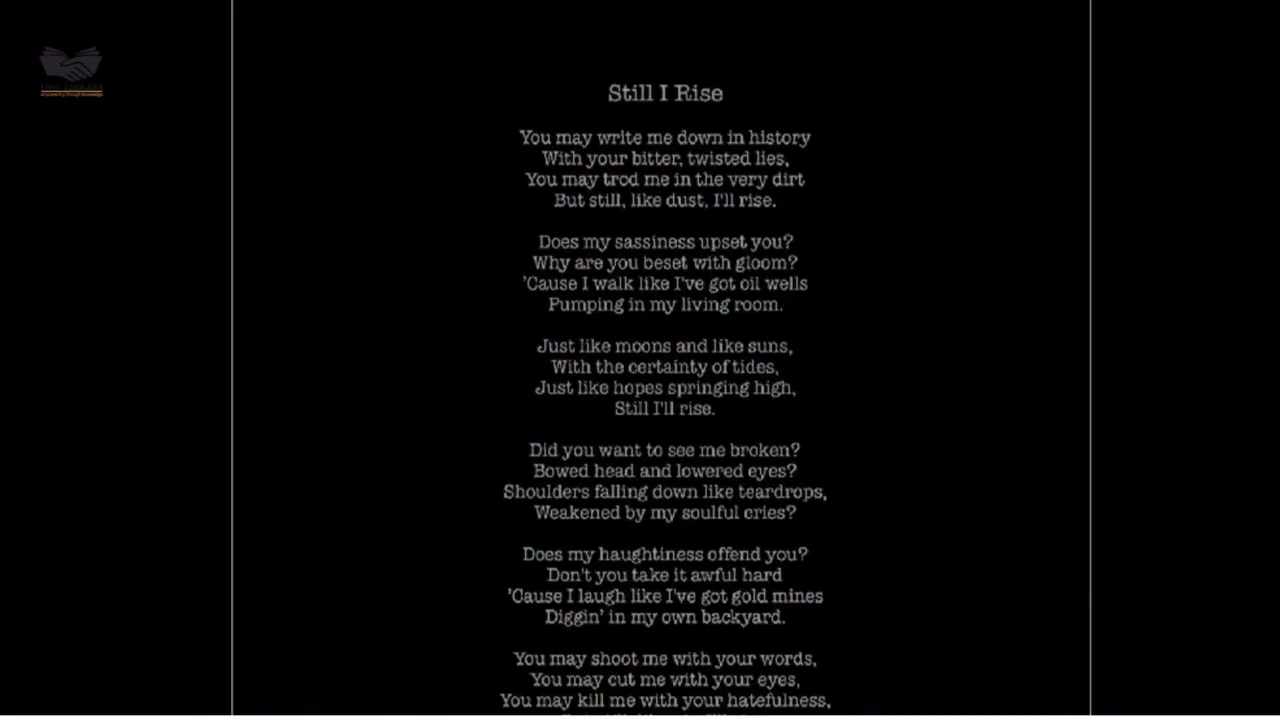 Still I Rise
You may write me down in history
With your bitter, twisted lies,
You may trod me in the very dirt
But still, like dust, I'll rise.
Does my sassiness upset you?
Why are you beset with gloom?
'Cause I walk like I've got oil wells
Pumping in my living room.
Just like moons and like suns,
With the certainty of tides,
Just like hopes springing high,
Still I'll rise.
Did you want to see me broken?
Bowed head and lowered eyes?
Shoulders falling down like teardrops,
Weakened by my soulful cries?
Does my haughtiness offend you?
Don't you take it awful hard
'Cause I laugh like I've got gold mines
Diggin' in my own backyard.
You may shoot me with your words,
You may cut me with your eyes,
You may kill me with your hatefulness,